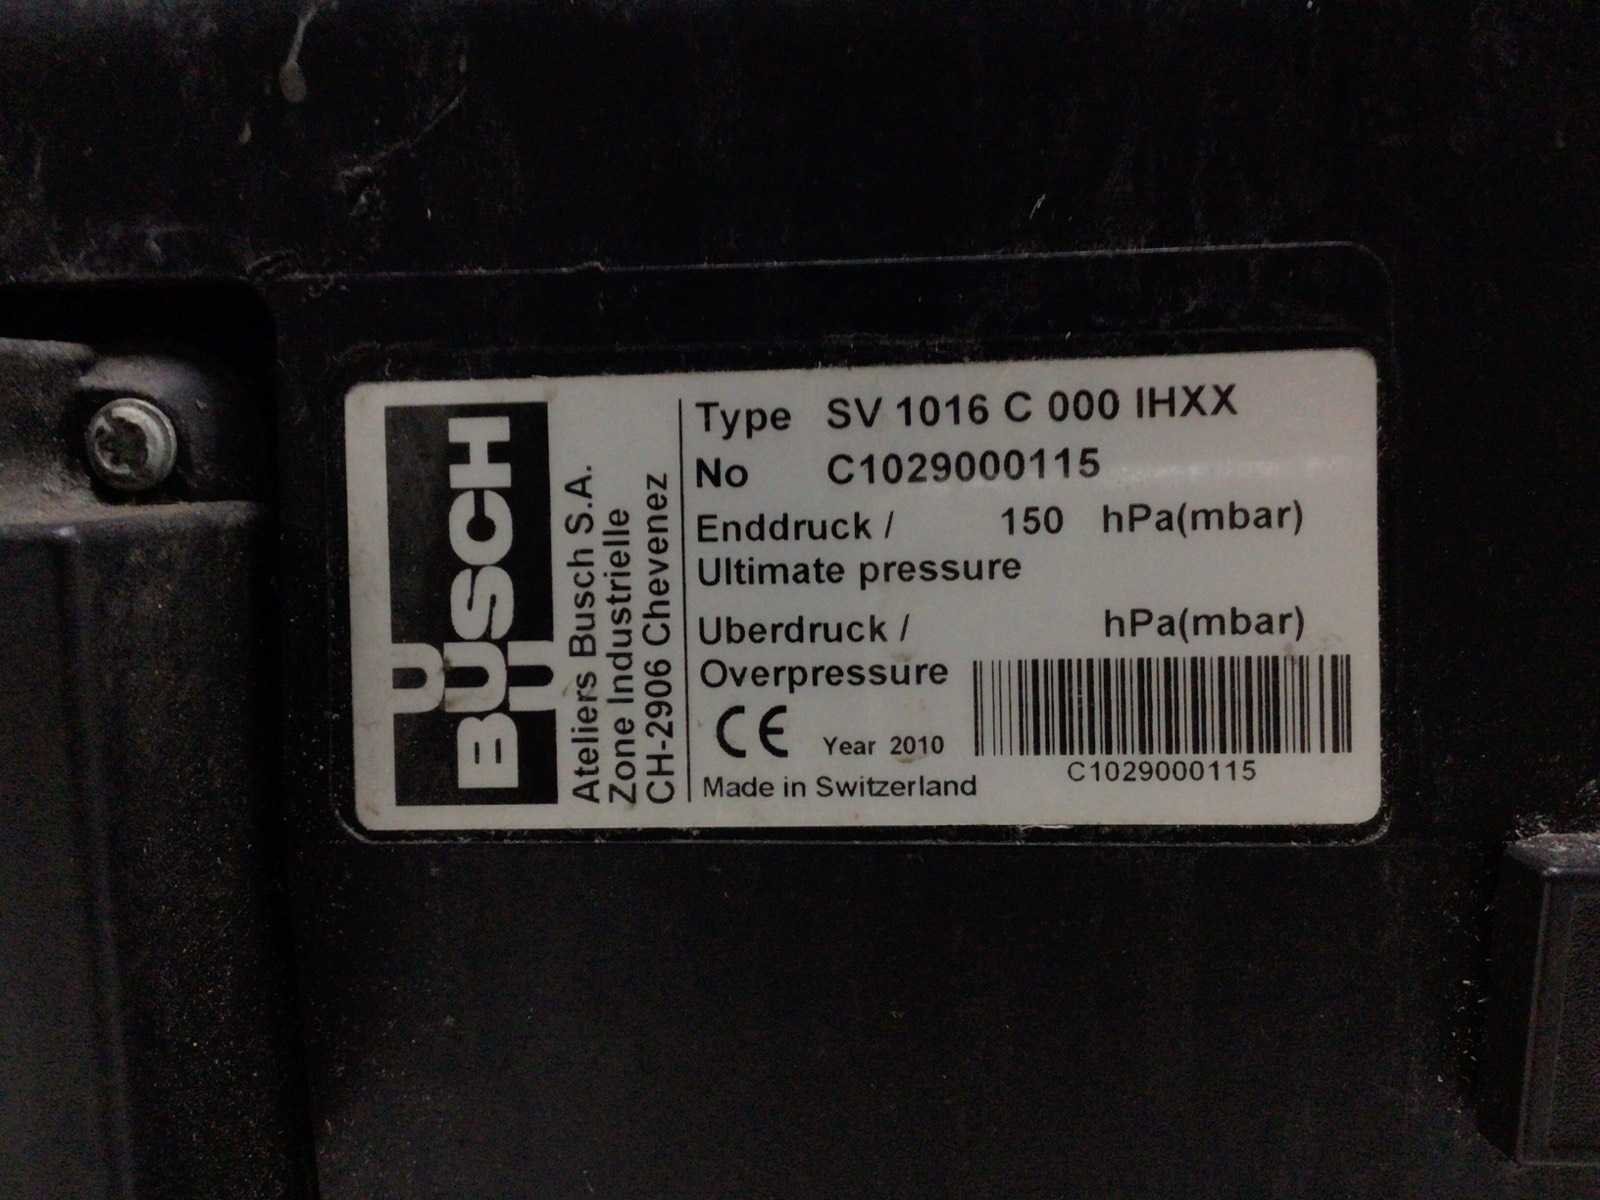 BUSCH
Ateliers Busch S.A.
Zone Industrielle
CH-2906 Chevenez
Type SV 1016 C 000 IHXX
No C1029000115
Enddruck / 150 hPa(mbar)
Ultimate pressure
Uberdruck / hPa(mbar)
Overpressure
CE Year 2010
Made in Switzerland
C1029000115